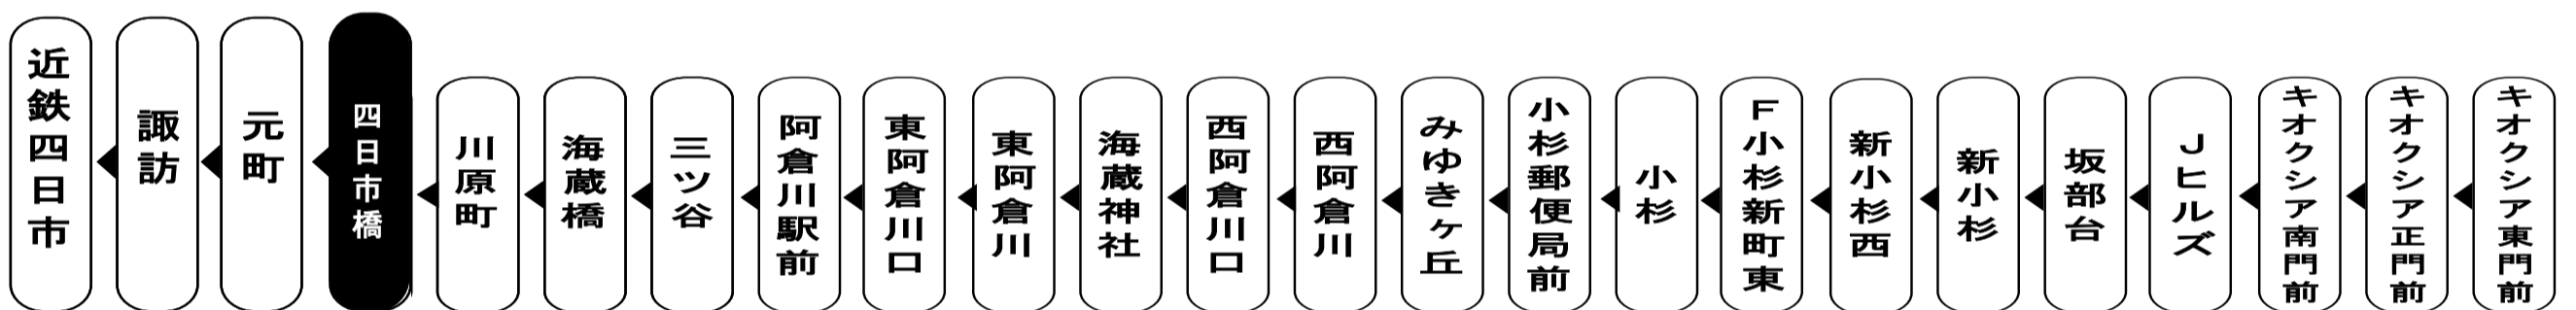 近鉄四日市
諏訪
元町
四日市橋
川原町
海蔵橋
三ツ谷
阿倉川駅前
東阿倉川口
東阿倉川
海蔵神社
西阿倉川口
西阿倉川
みゆきヶ丘
小杉郵便局前
小杉
F小杉新町東
新小杉西
新小杉
坂部台
Jヒルズ
キオクシア南門前
キオクシア正門前
キオクシア東門前